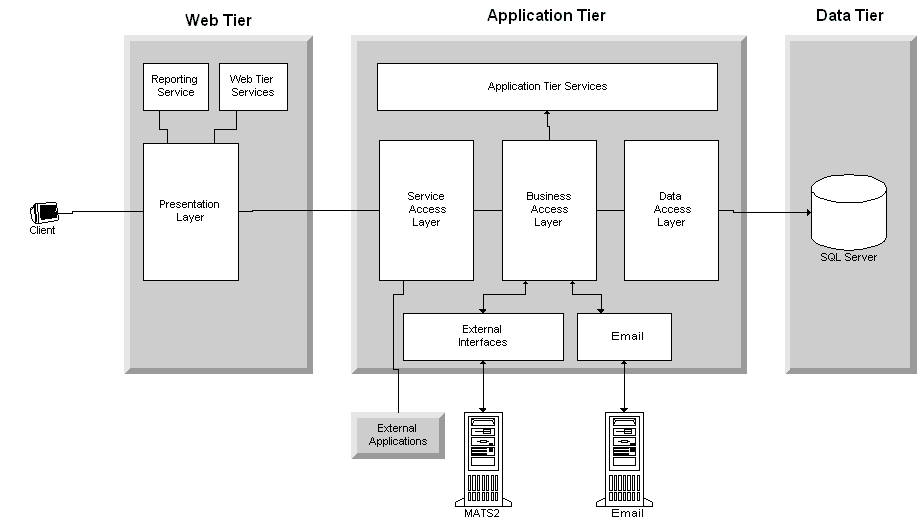 Web Tier
Application Tier
Data Tier
Reporting
Service
Web Tier
Services
Application Tier Services
Presentation
Layer
Service
Access
Layer
Business
Access
Layer
Data
Access
Layer
Client
SQL Server
External
Interfaces
Email
External
Applications
MATS2
Email